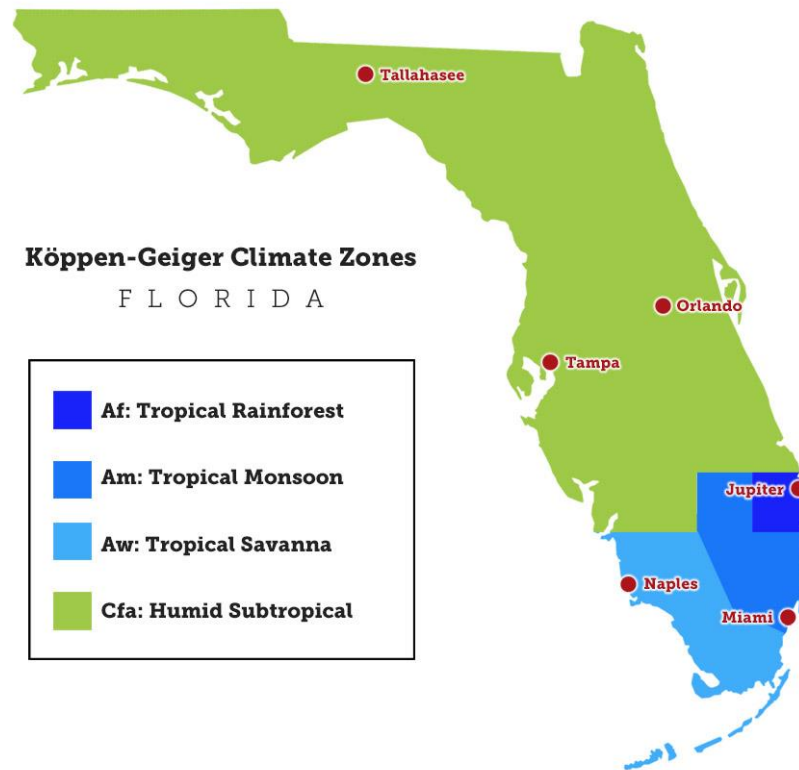 Tallahasee
Köppen-Geiger Climate Zones
FLORIDA
Orlando
Tampa
Af: Tropical Rainforest
Am: Tropical Monsoon
Jupiter
Aw: Tropical Savanna
Naples
Cfa: Humid Subtropical
Miami